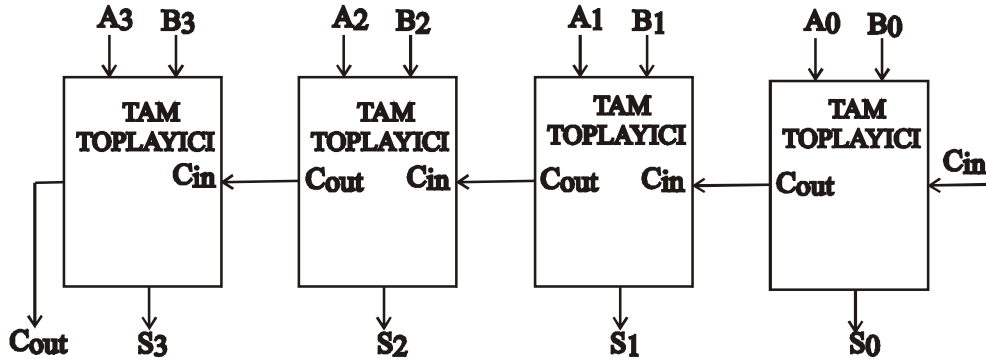 A3 B3 A2 B2 A1 B1 A0 B0
TAM TOPLAYICI
TAM TOPLAYICI
TAM TOPLAYICI
TAM TOPLAYICI
Cin Cout Cin Cout Cin Cout Cin
Cout S3 S2 S1 S0